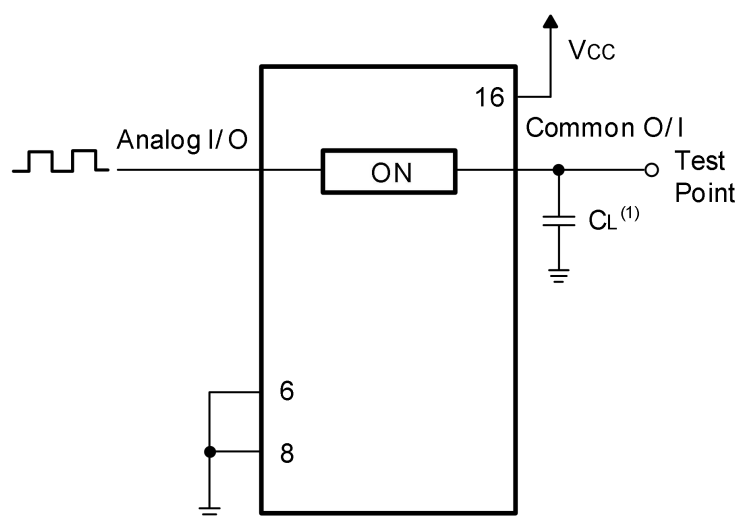 VCC
16
Common O/I
Analog I/O
ON
Test
Point
CL(1)
6
8